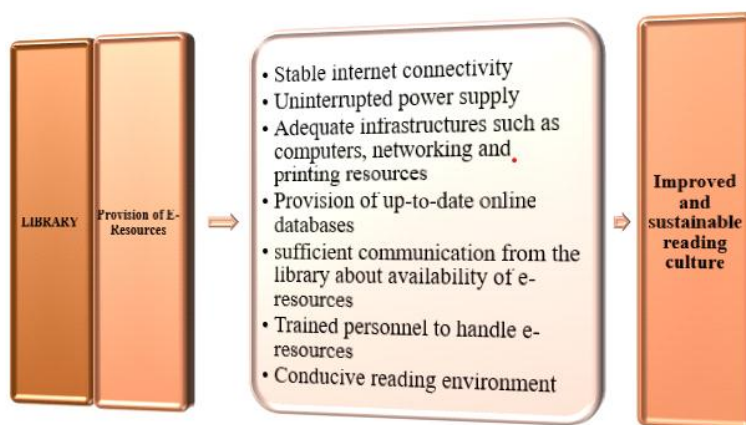 LIBRARY
Provision of E-
Resources
• Stable internet connectivity
• Uninterrupted power supply
• Adequate infrastructures such as
computers, networking and
printing resources
• Provision of up-to-date online
databases
• sufficient communication from the
library about availability of e-
resources
• Trained personnel to handle e-
resources
• Conducive reading environment
Improved
and
sustainable
reading
culture